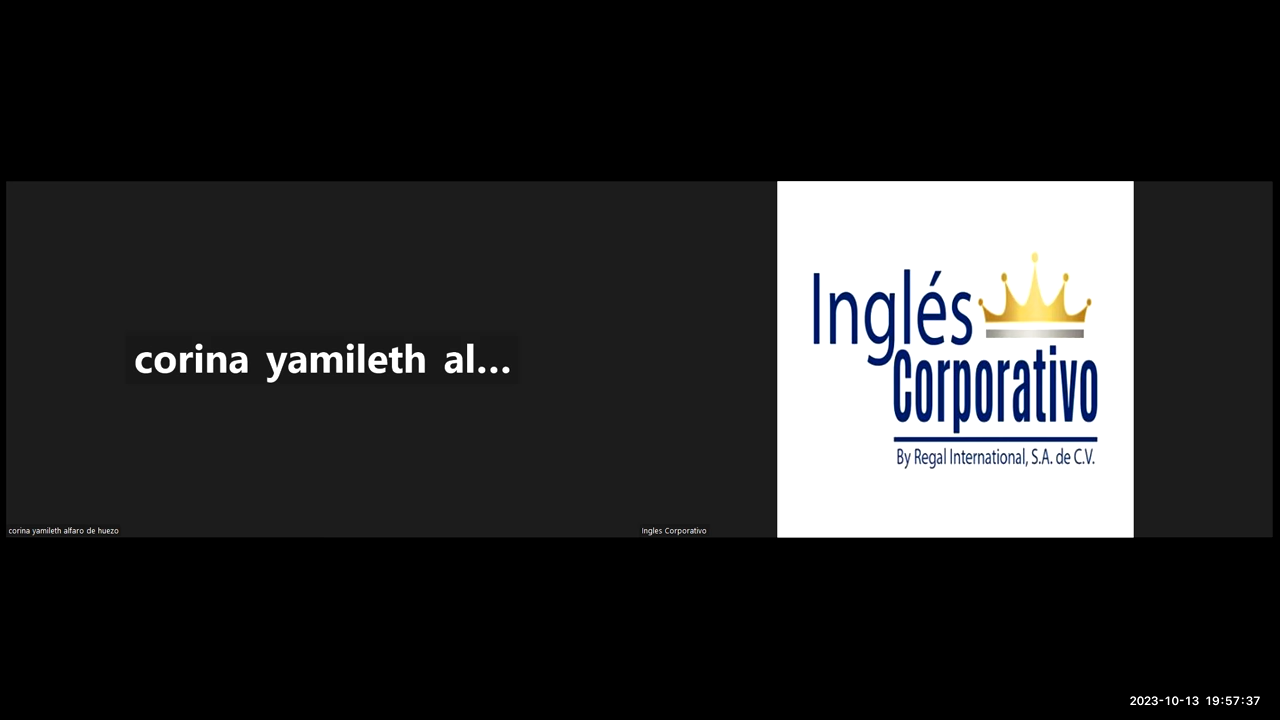 corina yamileth al...
corina yamileth alfaro de huezo
Inglés
Corporativo
By Regal International, S.A. de C.V.
Ingles Corporativo
2023-10-13 19:57:37